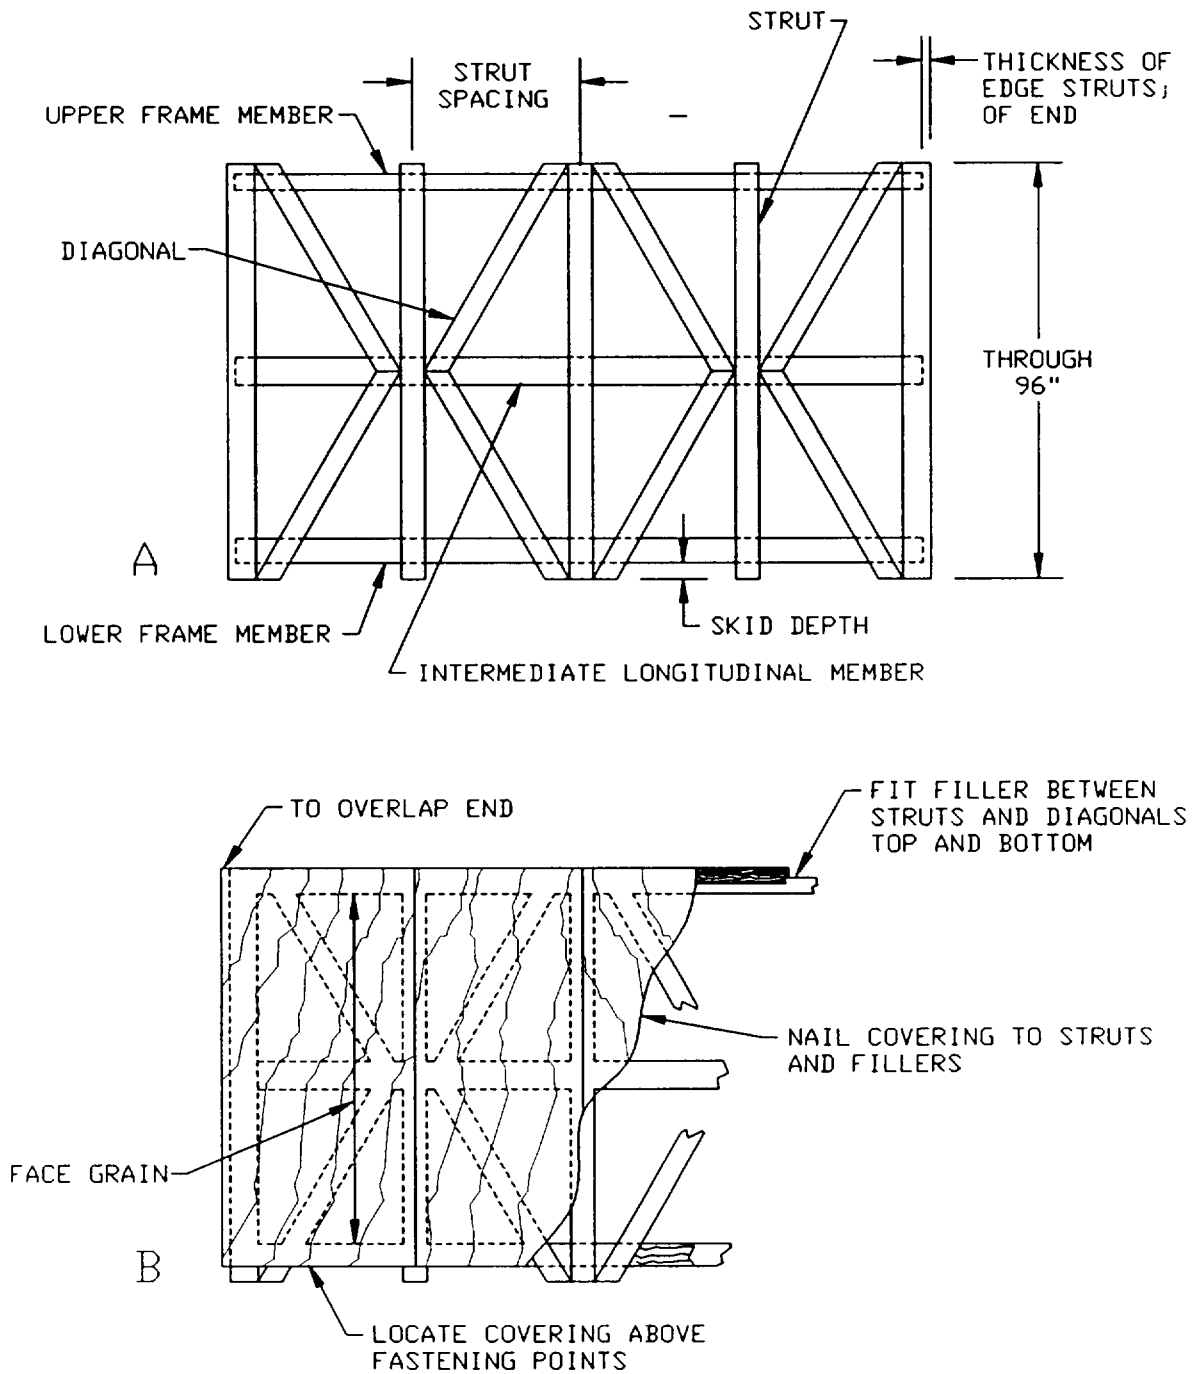 STRUT
STRUT
SPACING
THICKNESS OF
EDGE STRUTS;
OF END
UPPER FRAME MEMBER
DIAGONAL
THROUGH
96"
A
LOWER FRAME MEMBER
SKID DEPTH
INTERMEDIATE LONGITUDINAL MEMBER
TO OVERLAP END
FIT FILLER BETWEEN
STRUTS AND DIAGONALS
TOP AND BOTTOM
NAIL COVERING TO STRUTS
AND FILLERS
FACE GRAIN
B
LOCATE COVERING ABOVE
FASTENING POINTS